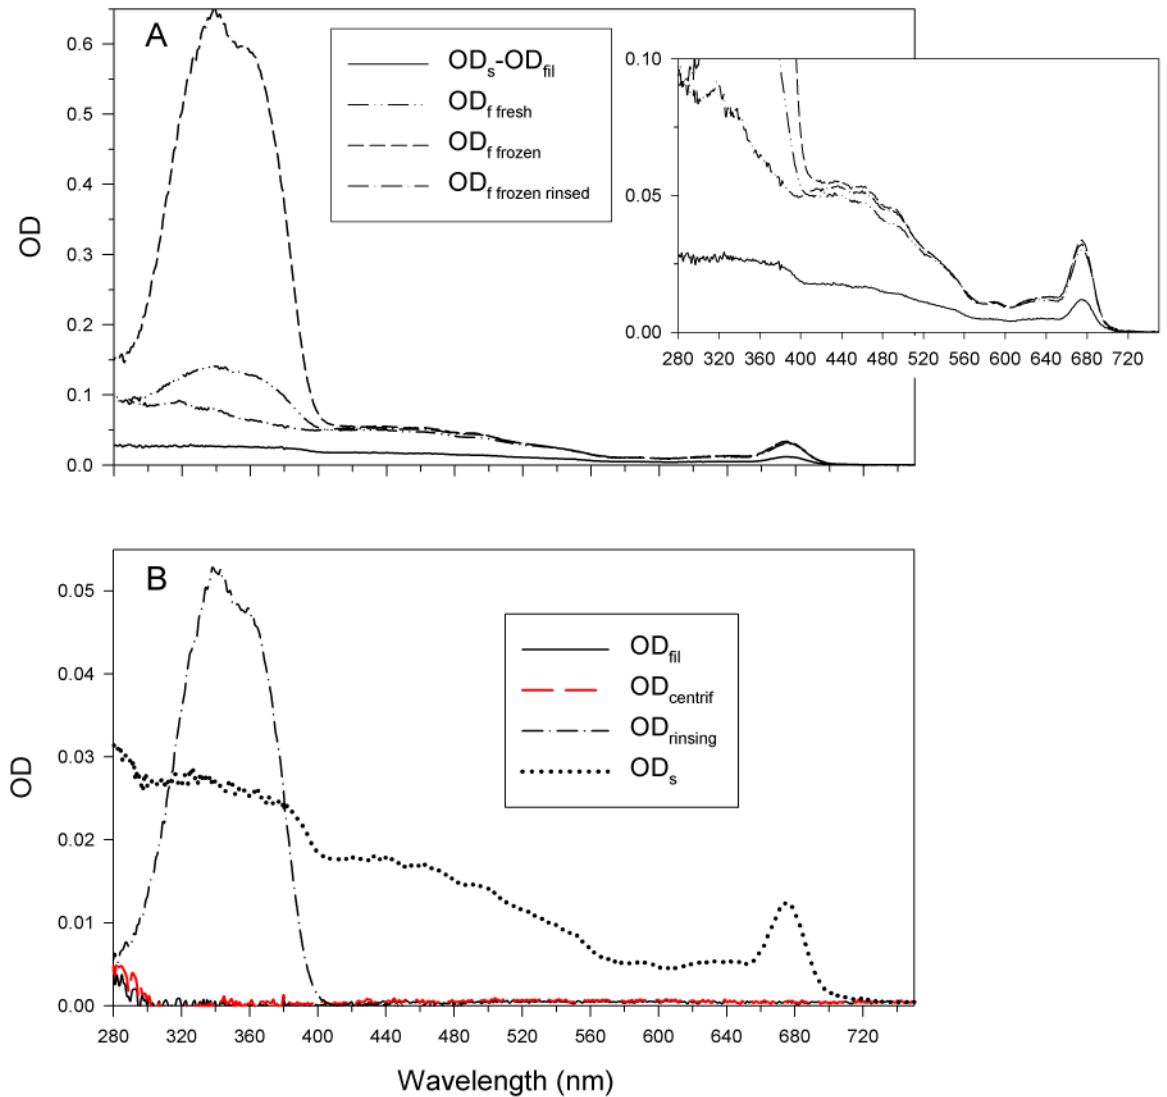 A
OD
0.6
0.5
0.4
0.3
0.2
0.1
0.0
ODs-ODfil
ODf fresh
ODf frozen
ODf frozen rinsed
0.10
0.05
0.00
280 320 360 400 440 480 520 560 600 640 680 720
B
OD
0.05
0.04
0.03
0.02
0.01
0.00
ODfil
ODcentrif
ODrinsing
ODs
280 320 360 400 440 480 520 560 600 640 680 720
Wavelength (nm)